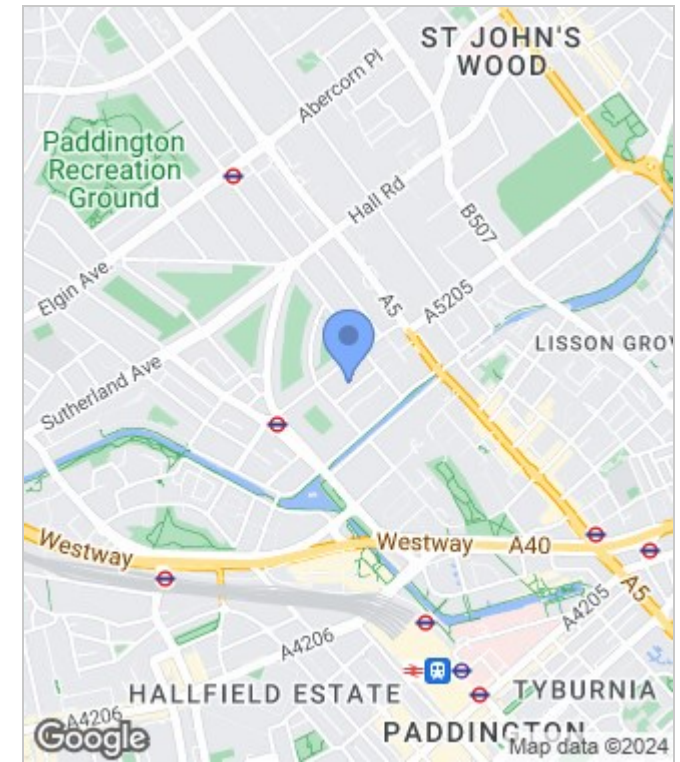 ST JOHN'S
WOOD
Abercorn Pl
Paddington
Recreation
Ground
Hall Rd
B507
Elgin Ave.
A5
A5205
LISSON GROV
Sutherland Ave
Westway
Westway
A40
A5
A4205
A4206
HALLFIELD ESTATE
TYBURNIA
A4206
PADDINGTON
Google
Map data ©2024